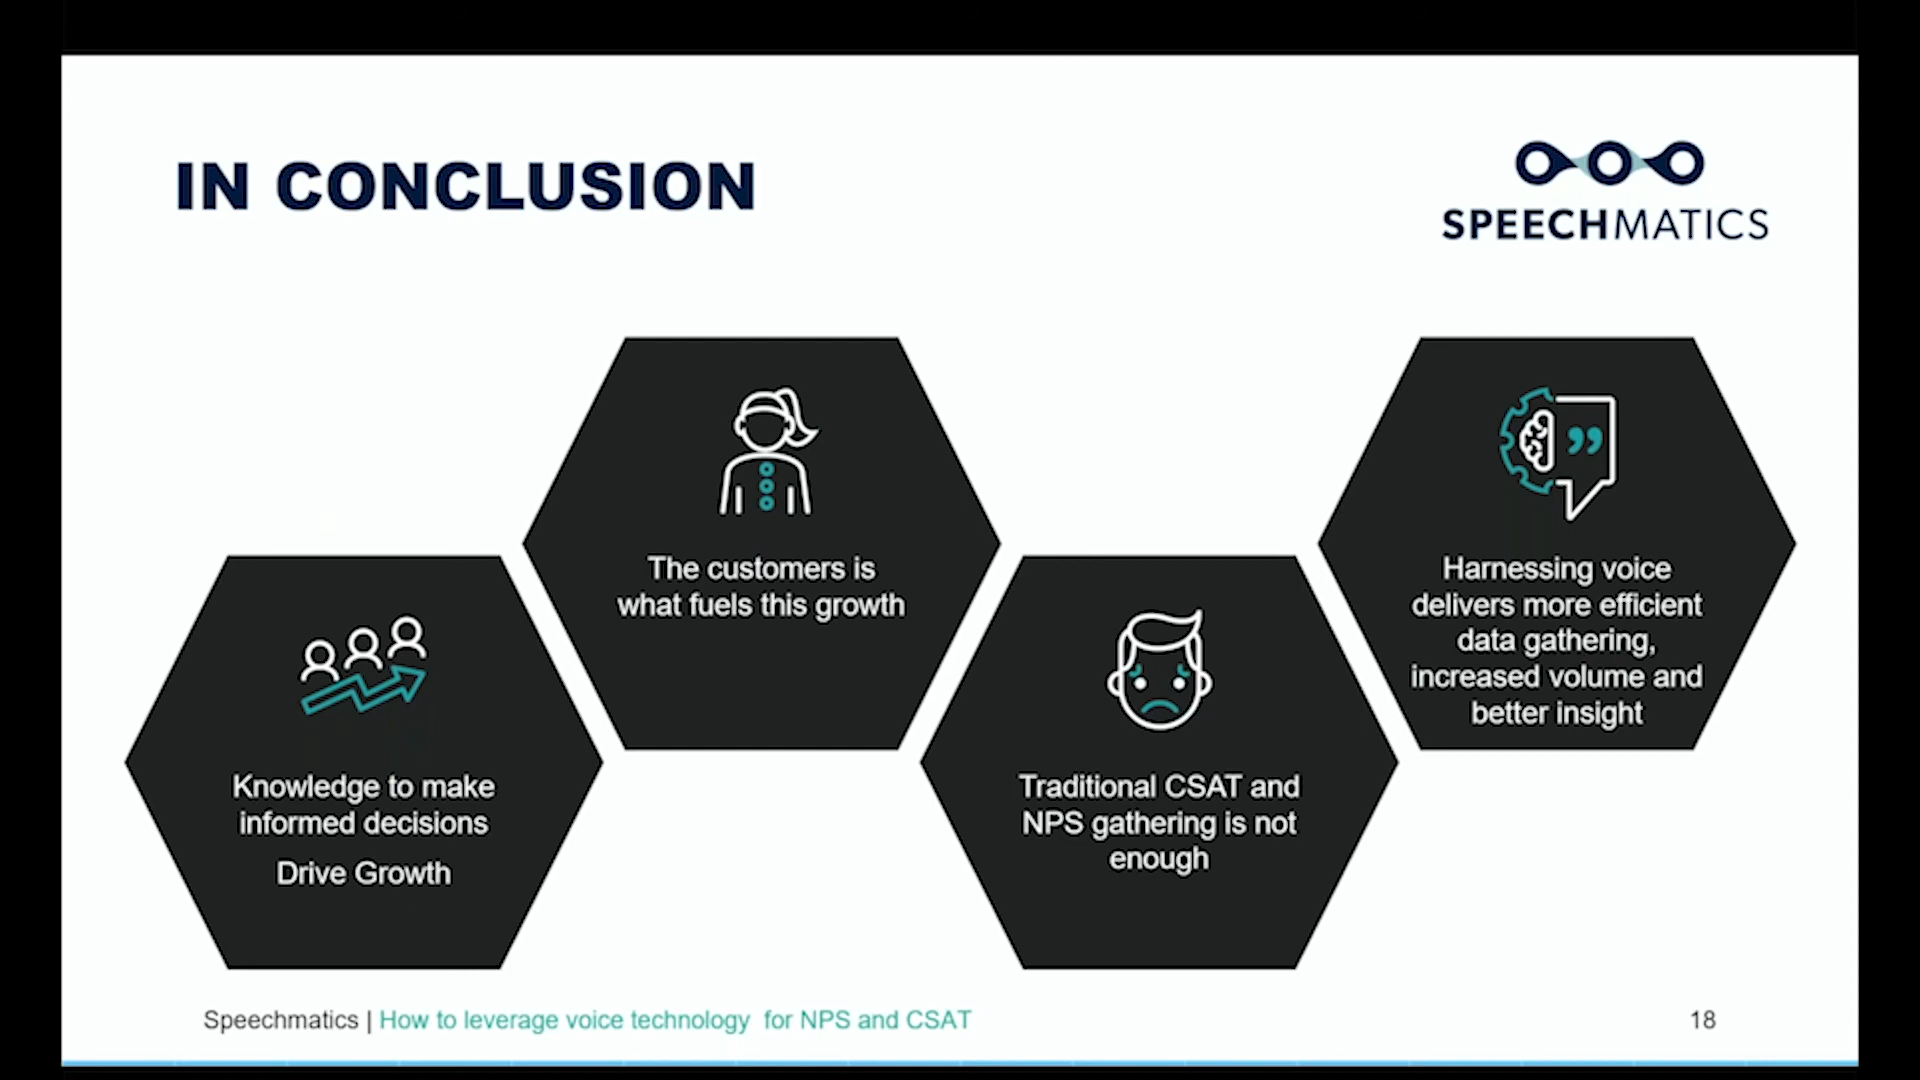 IN CONCLUSION
SPEECHMATICS
Knowledge to make
informed decisions
Drive Growth
The customers is
what fuels this growth
Traditional CSAT and
NPS gathering is not
enough
Harnessing voice
delivers more efficient
data gathering,
increased volume and
better insight
Speechmatics | How to leverage voice technology  for NPS and CSAT
18